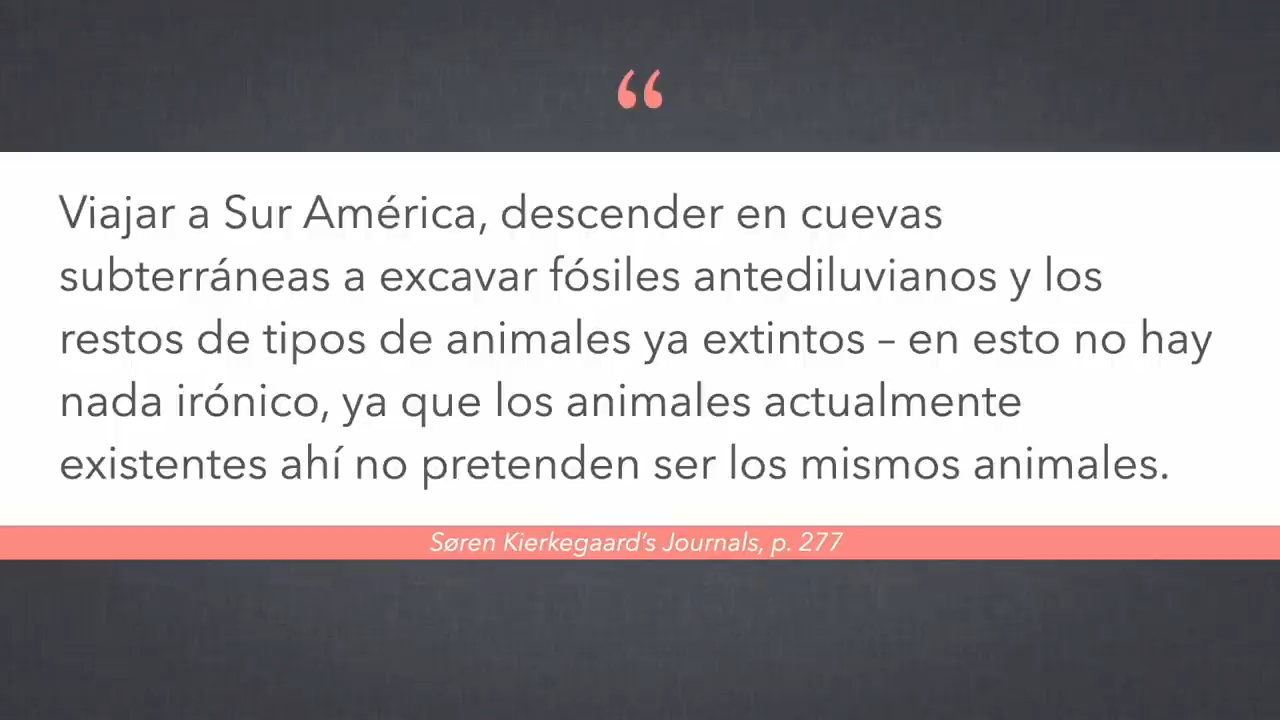 “
Viajar a Sur América, descender en cuevas
subterráneas a excavar fósiles antediluvianos y los
restos de tipos de animales ya extintos – en esto no hay
nada irónico, ya que los animales actualmente
existentes ahí no pretenden ser los mismos animales.
Søren Kierkegaard’s Journals, p. 277